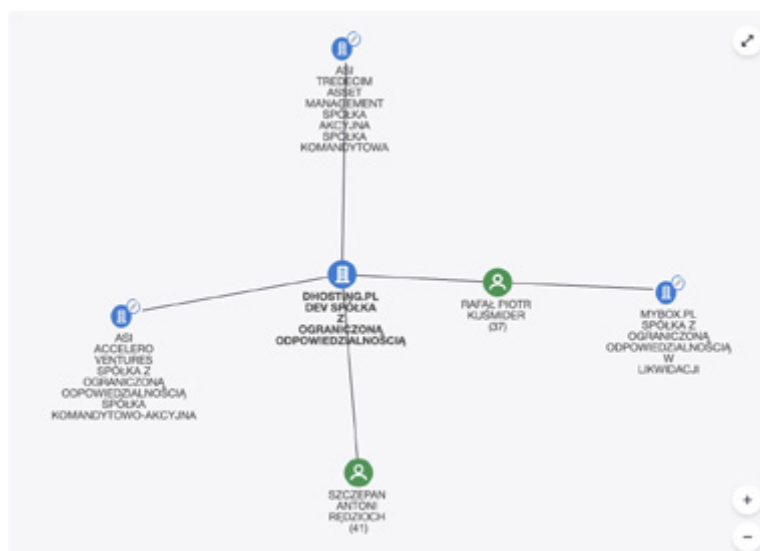 ASI
TREDECIM
ASSET
MANAGEMENT
SPÓŁKA
AKCYJNA
SPÓŁKA
KOMANDYTOWA
DHOSTING.PL
DEV SPÓŁKA
Z
OGRANICZONĄ
ODPOWIEDZIALNOŚCIĄ
RAFAŁ PIOTR
KUŚMIDER
(37)
MYBOX.PL
SPÓŁKA Z
OGRANICZONĄ
ODPOWIEDZIALNOŚCIĄ
W
LIKWIDACJI
ASI
ACCELERO
VENTURES
SPÓŁKA Z
OGRANICZONĄ
ODPOWIEDZIALNOŚCIĄ
SPÓŁKA
KOMANDYTOWO-AKCYJNA
SZCZEPAN
ANTONI
RĘDZIOCH
(41)
+
−